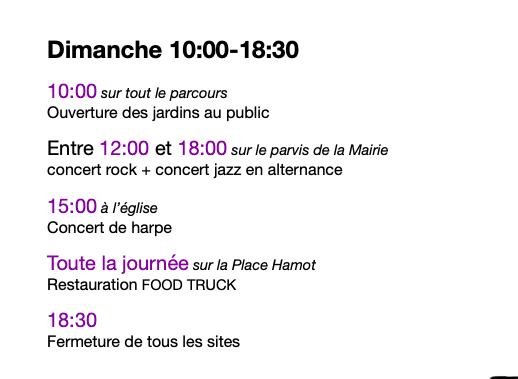 Dimanche 10:00-18:30
10:00 sur tout le parcours
Ouverture des jardins au public
Entre 12:00 et 18:00 sur le parvis de la Mairie
concert rock + concert jazz en alternance
15:00 à l’église
Concert de harpe
Toute la journée sur la Place Hamot
Restauration FOOD TRUCK
18:30
Fermeture de tous les sites